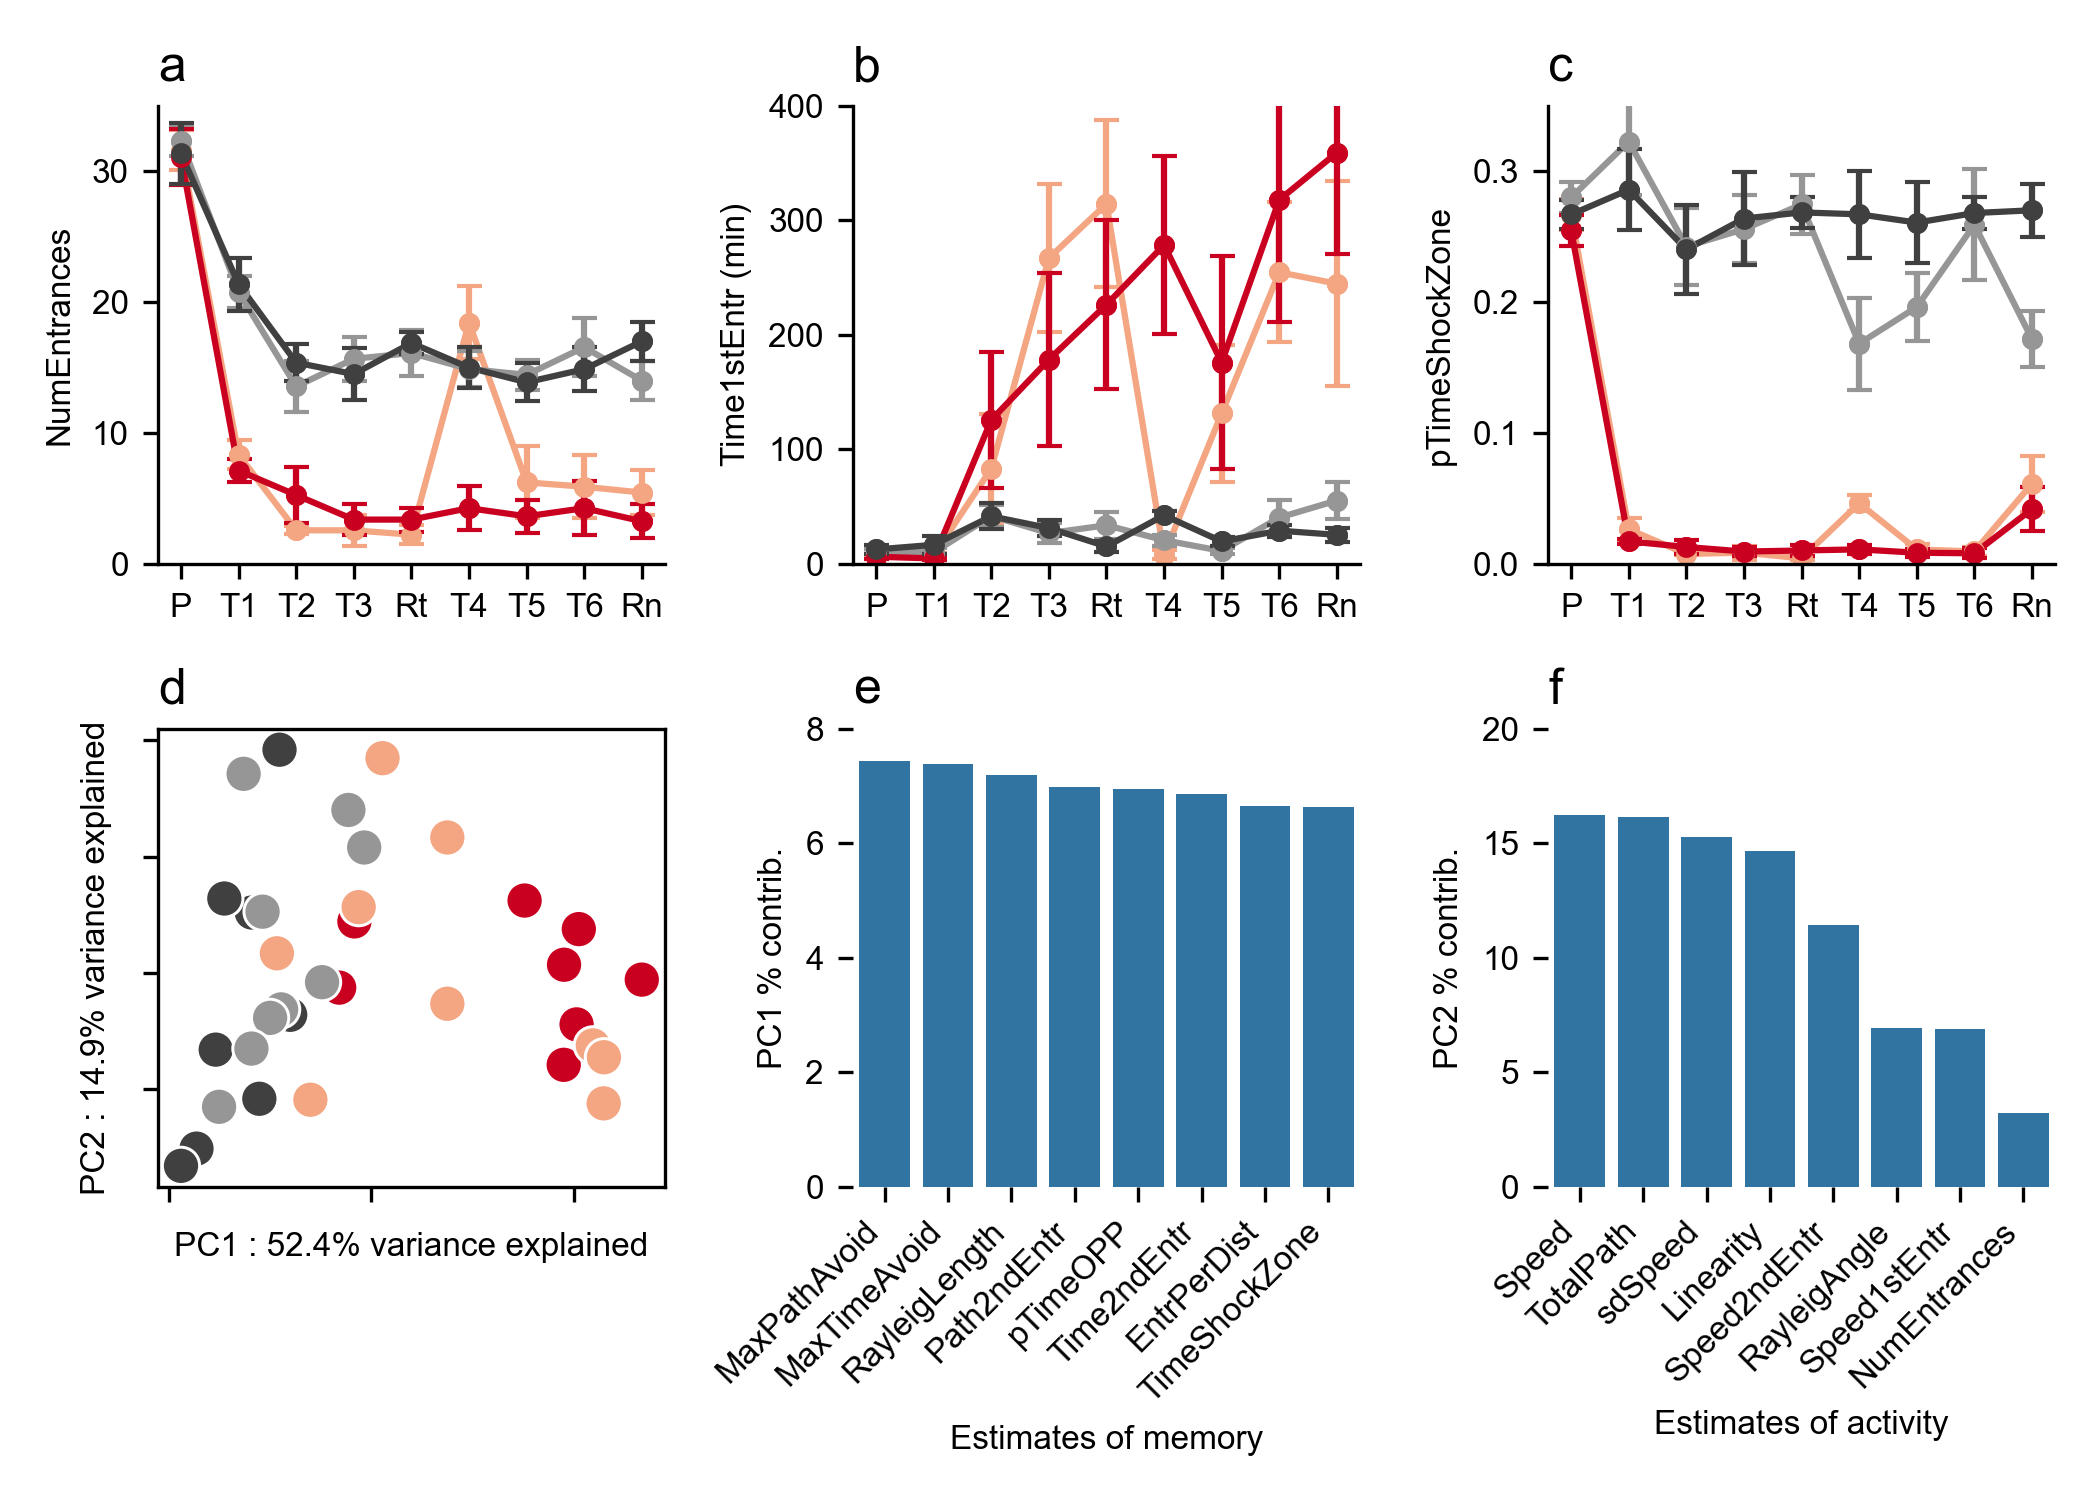 a
NumEntrances
30
20
10
0
P T1 T2 T3 Rt T4 T5 T6 Rn
b
Time1stEntr (min)
400
300
200
100
0
P T1 T2 T3 Rt T4 T5 T6 Rn
c
pTimeShockZone
0.3
0.2
0.1
0.0
P T1 T2 T3 Rt T4 T5 T6 Rn
d
PC2 : 14.9% variance explained
PC1 : 52.4% variance explained
e
PC1 % contrib.
8
6
4
2
0
MaxPathAvoid
MaxTimeAvoid
RayleigLength
Path2ndEntr
pTimeOPP
Time2ndEntr
EntrPerDist
TimeShockZone
Estimates of memory
f
PC2 % contrib.
20
15
10
5
0
Speed
TotalPath
sdSpeed
Linearity
Speed2ndEntr
RayleigAngle
Speed1stEntr
NumEntrances
Estimates of activity